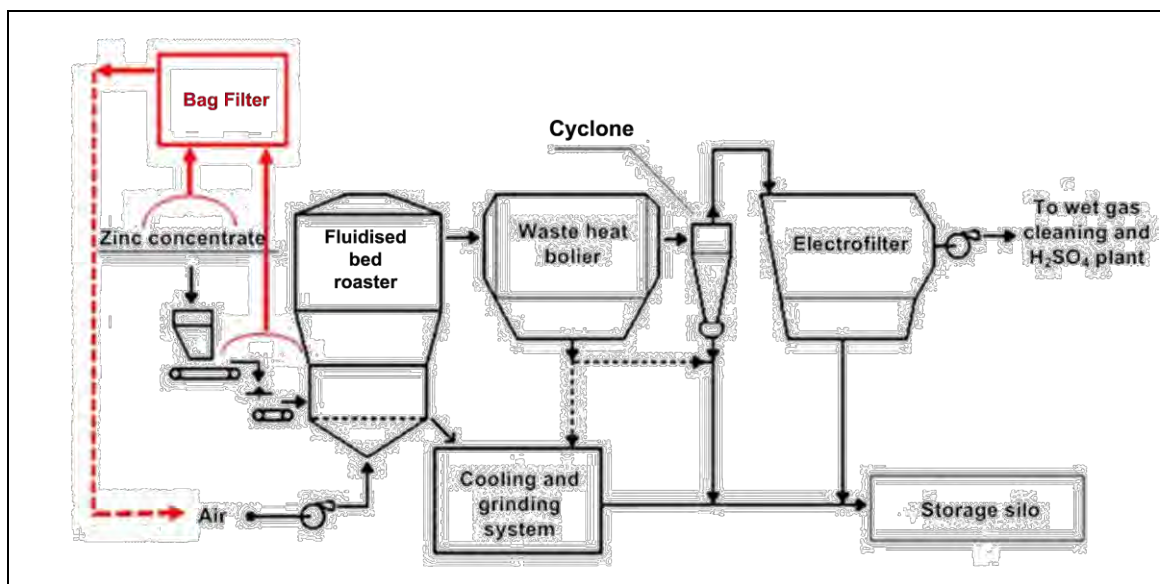 Bag Filter
Cyclone
Zinc concentrate
Fluidised
bed
roaster
Waste heat
bolier
Electrofilter
To wet gas
cleaning and
H₂SO₄ plant
Air
Cooling and
grinding
system
Storage silo